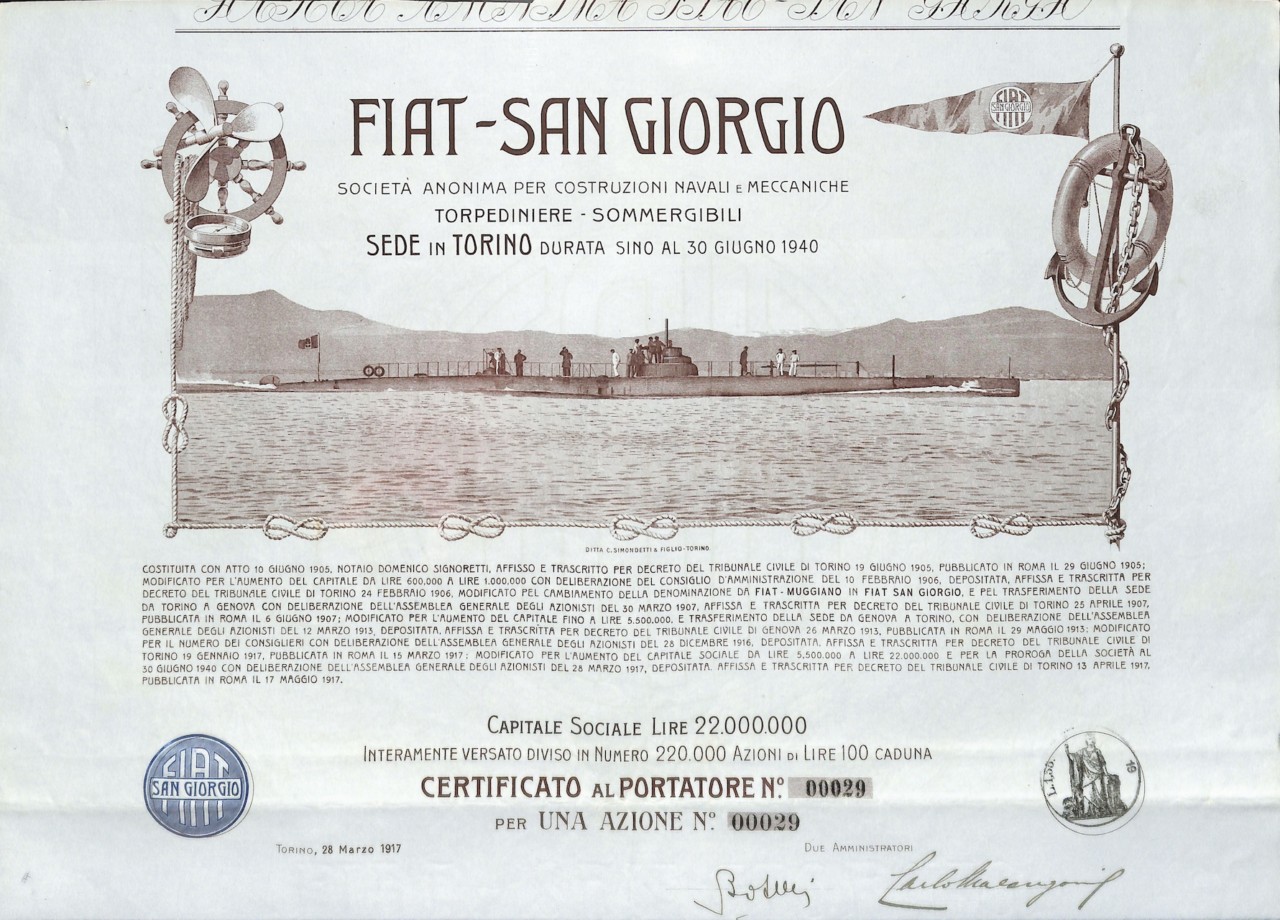 FIAT
SAN GIORGIO
FIAT - SAN GIORGIO
SOCIETÀ ANONIMA PER COSTRUZIONI NAVALI E MECCANICHE
TORPEDINIERE - SOMMERGIBILI
SEDE IN TORINO DURATA SINO AL 30 GIUGNO 1940
DITTA C. SIMONDETTI & FIGLIO-TORINO.
COSTITUITA CON ATTO 10 GIUGNO 1905, NOTAIO DOMENICO SIGNORETTI, AFFISSO E TRASCRITTO PER DECRETO DEL TRIBUNALE CIVILE DI TORINO 19 GIUGNO 1905, PUBBLICATO IN ROMA IL 29 GIUGNO 1905;
MODIFICATO PER L'AUMENTO DEL CAPITALE DA LIRE 600.000 A LIRE 1.000.000 CON DELIBERAZIONE DEL CONSIGLIO D'AMMINISTRAZIONE DEL 10 FEBBRAIO 1906, DEPOSITATA, AFFISSA E TRASCRITTA PER
DECRETO DEL TRIBUNALE CIVILE DI TORINO 24 FEBBRAIO 1906, MODIFICATO PEL CAMBIAMENTO DELLA DENOMINAZIONE DA FIAT - MUGGIANO IN FIAT SAN GIORGIO, E PEL TRASFERIMENTO DELLA SEDE
DA TORINO A GENOVA CON DELIBERAZIONE DELL'ASSEMBLEA GENERALE DEGLI AZIONISTI DEL 30 MARZO 1907, AFFISSA E TRASCRITTA PER DECRETO DEL TRIBUNALE CIVILE DI TORINO 25 APRILE 1907,
PUBBLICATA IN ROMA IL 6 GIUGNO 1907; MODIFICATO PER L'AUMENTO DEL CAPITALE FINO A LIRE 5.500.000, E TRASFERIMENTO DELLA SEDE DA GENOVA A TORINO, CON DELIBERAZIONE DELL'ASSEMBLEA
GENERALE DEGLI AZIONISTI DEL 12 MARZO 1913, DEPOSITATA, AFFISSA E TRASCRITTA PER DECRETO DEL TRIBUNALE CIVILE DI GENOVA 26 MARZO 1913, PUBBLICATA IN ROMA IL 29 MAGGIO 1913; MODIFICATO
PER IL NUMERO DEI CONSIGLIERI CON DELIBERAZIONE DELL'ASSEMBLEA GENERALE DEGLI AZIONISTI DEL 28 DICEMBRE 1916, DEPOSITATA, AFFISSA E TRASCRITTA PER DECRETO DEL TRIBUNALE CIVILE DI
TORINO 19 GENNAIO 1917, PUBBLICATA IN ROMA IL 15 MARZO 1917; MODIFICATO PER L'AUMENTO DEL CAPITALE SOCIALE DA LIRE 5,500.000 A LIRE 22.000.000 E PER LA PROROGA DELLA SOCIETÀ AL
30 GIUGNO 1940 CON DELIBERAZIONE DELL'ASSEMBLEA GENERALE DEGLI AZIONISTI DEL 28 MARZO 1917, DEPOSITATA, AFFISSA E TRASCRITTA PER DECRETO DEL TRIBUNALE CIVILE DI TORINO 13 APRILE 1917,
PUBBLICATA IN ROMA IL 17 MAGGIO 1917.
CAPITALE SOCIALE LIRE 22.000.000
INTERAMENTE VERSATO DIVISO IN NUMERO 220.000 AZIONI DI LIRE 100 CADUNA
CERTIFICATO AL PORTATORE Nº. 00029
PER UNA AZIONE Nº. 00029
FIAT
SAN GIORGIO
TORINO, 28 Marzo 1917
DUE AMMINISTRATORI